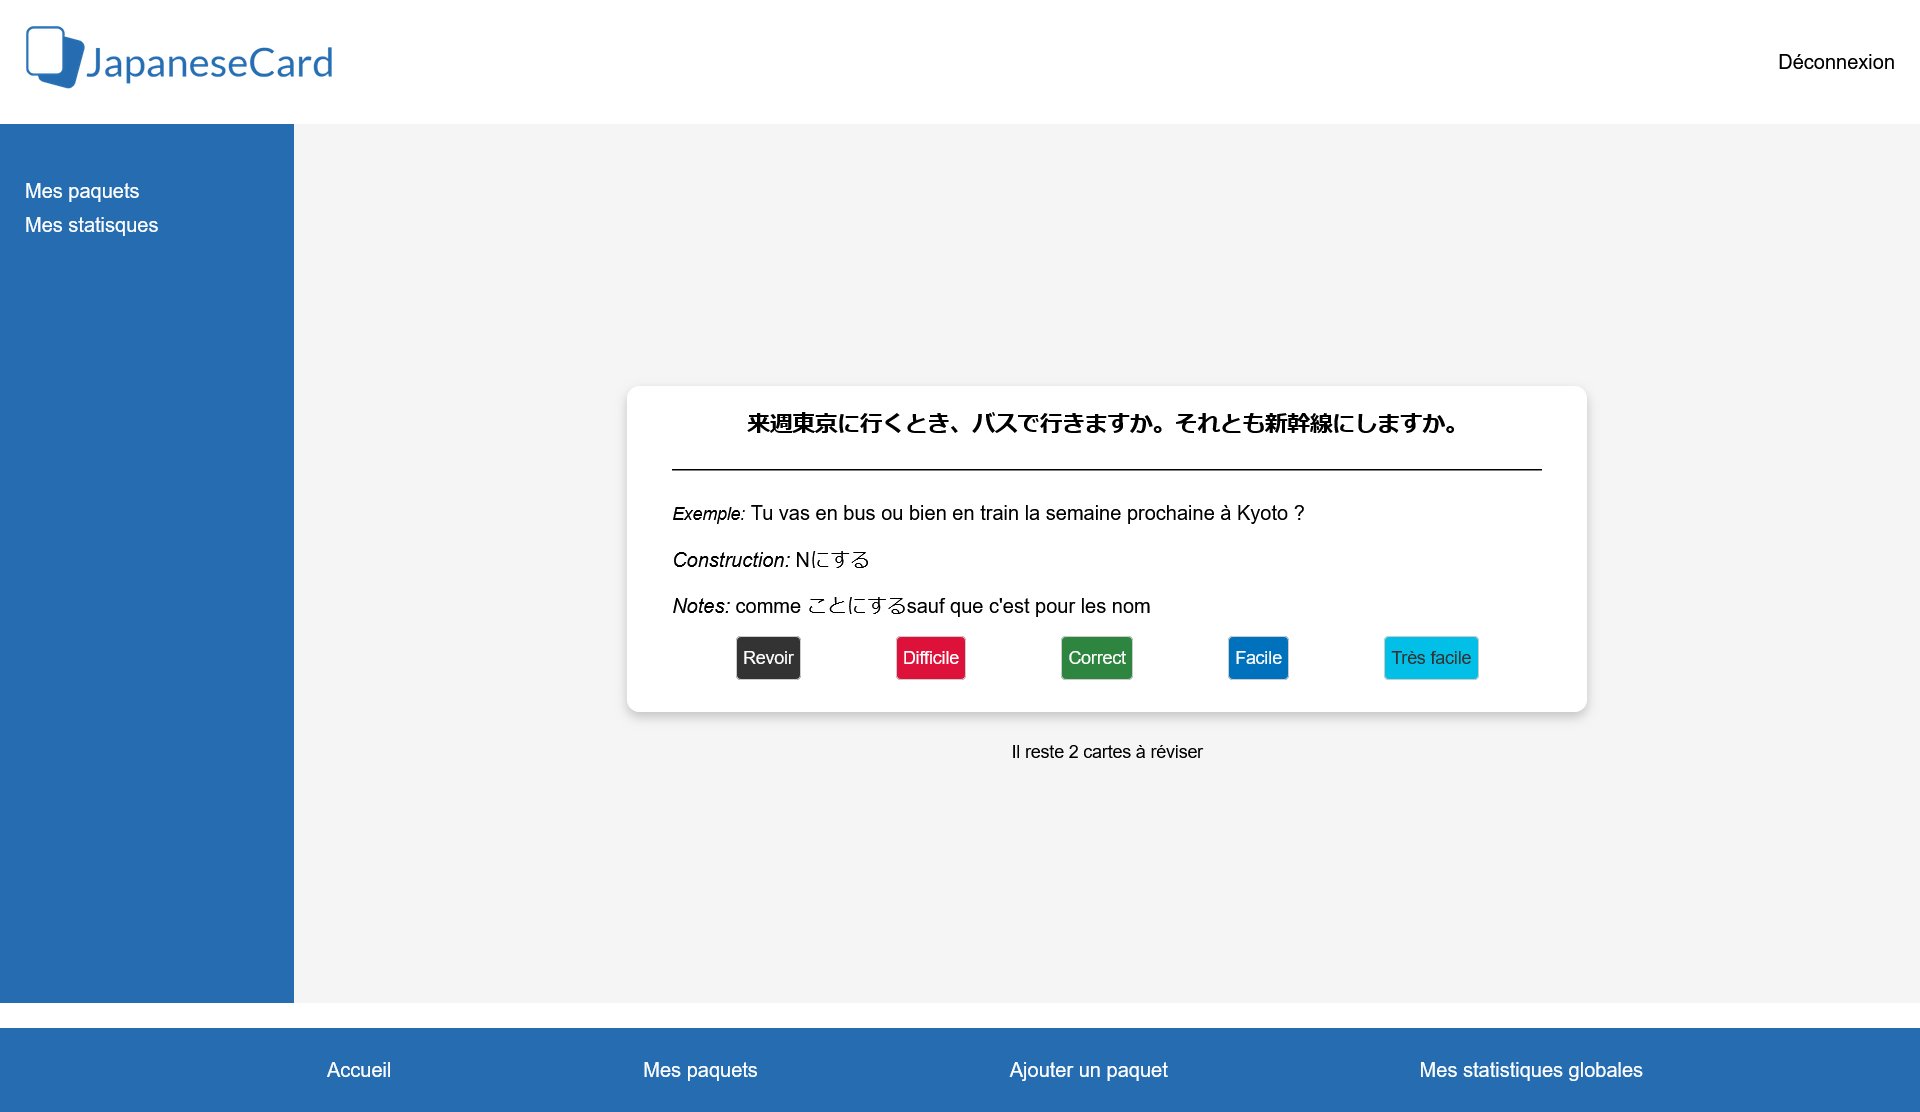 JapaneseCard
Déconnexion
Mes paquets
Mes statisques
来週東京に行くとき、バスで行きますか。それとも新幹線にしますか。
Exemple: Tu vas en bus ou bien en train la semaine prochaine à Kyoto ?
Construction: Nにする
Notes: comme ことにするsauf que c'est pour les nom
Revoir
Difficile
Correct
Facile
Très facile
Il reste 2 cartes à réviser
Accueil
Mes paquets
Ajouter un paquet
Mes statistiques globales